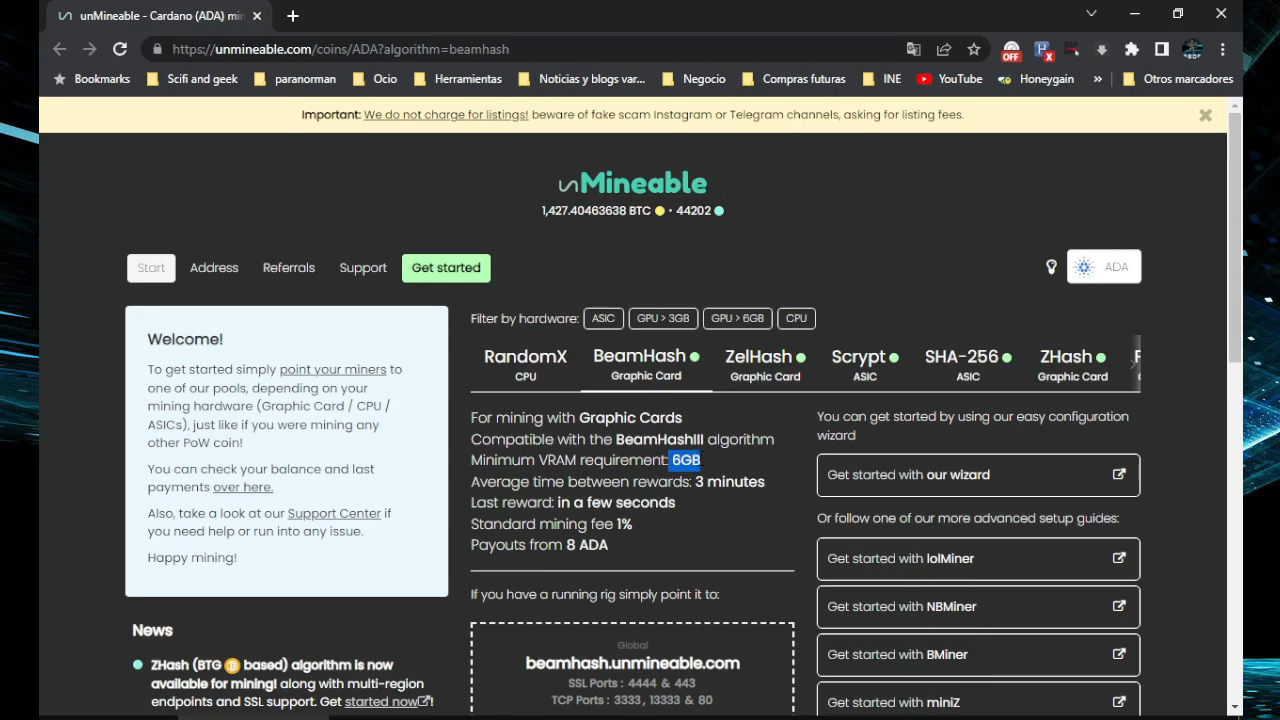 unMineable - Cardano (ADA) min
https://unmineable.com/coins/ADA?algorithm=beamhash
OFF
Bookmarks
Scifi and geek
paranorman
Ocio
Herramientas
Noticias y blogs var...
Negocio
Compras futuras
INE
YouTube
Honeygain
»
Otros marcadores
Important: We do not charge for listings! beware of fake scam Instagram or Telegram channels, asking for listing fees.
unMineable
1,427.40463638 BTC • 44202
Start
Address
Referrals
Support
Get started
ADA
Welcome!
To get started simply point your miners to
one of our pools, depending on your
mining hardware (Graphic Card / CPU /
ASICs), just like if you were mining any
other PoW coin!
You can check your balance and last
payments over here.
Also, take a look at our Support Center if
you need help or run into any issue.
Happy mining!
News
ZHash (BTG based) algorithm is now
available for mining! along with multi-region
endpoints and SSL support. Get started now!
Filter by hardware: ASIC GPU > 3GB GPU > 6GB CPU
RandomX
CPU
BeamHash
Graphic Card
ZelHash
Graphic Card
Scrypt
ASIC
SHA-256
ASIC
ZHash
Graphic Card
For mining with Graphic Cards
Compatible with the BeamHashIII algorithm
Minimum VRAM requirement: 6GB
Average time between rewards: 3 minutes
Last reward: in a few seconds
Standard mining fee 1%
Payouts from 8 ADA
If you have a running rig simply point it to:
Global
beamhash.unmineable.com
SSL Ports : 4444 & 443
TCP Ports : 3333, 13333 & 80
You can get started by using our easy configuration
wizard
Get started with our wizard
Or follow one of our more advanced setup guides:
Get started with lolMiner
Get started with NBMiner
Get started with BMiner
Get started with miniZ